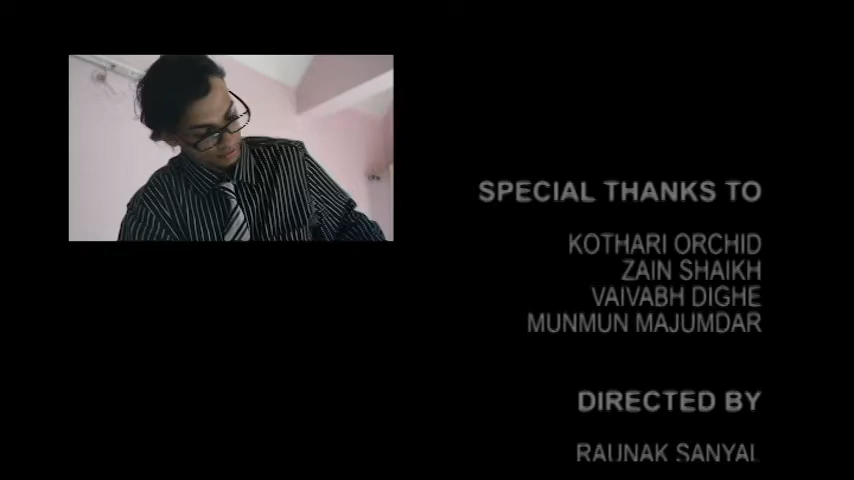 SPECIAL THANKS TO
KOTHARI ORCHID
ZAIN SHAIKH
VAIVABH DIGHE
MUNMUN MAJUMDAR
DIRECTED BY
RAUNAK SANYAL